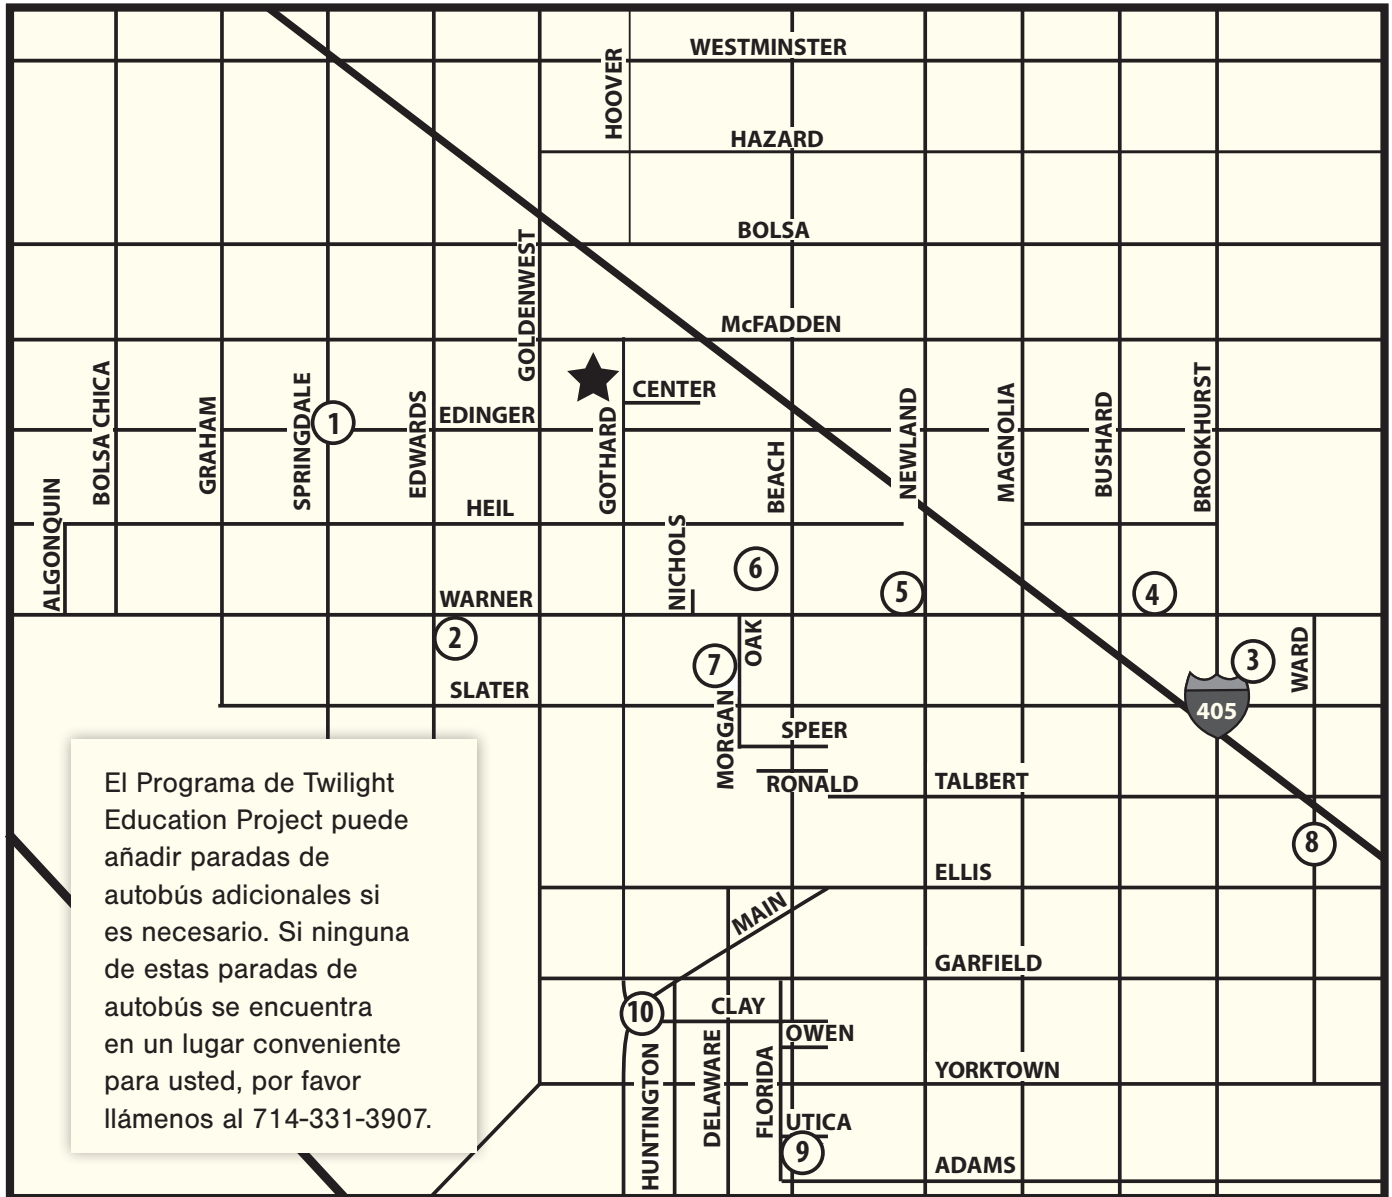 WESTMINSTER
HOOVER
HAZARD
BOLSA
GOLDENWEST
McFADDEN
CENTER
BOLSA CHICA
GRAHAM
SPRINGDALE
1
EDWARDS
EDINGER
GOTHARD
BEACH
NEWLAND
MAGNOLIA
BUSHARD
BROOKHURST
ALGONQUIN
HEIL
NICHOLS
6
5
4
WARNER
2
7
OAK
3
WARD
SLATER
MORGAN
405
SPEER
RONALD
TALBERT
8
ELLIS
MAIN
GARFIELD
10
CLAY
OWEN
HUNTINGTON
DELAWARE
FLORIDA
YORKTOWN
UTICA
9
ADAMS
El Programa de Twilight
Education Project puede
añadir paradas de
autobús adicionales si
es necesario. Si ninguna
de estas paradas de
autobús se encuentra
en un lugar conveniente
para usted, por favor
llámenos al 714-331-3907.